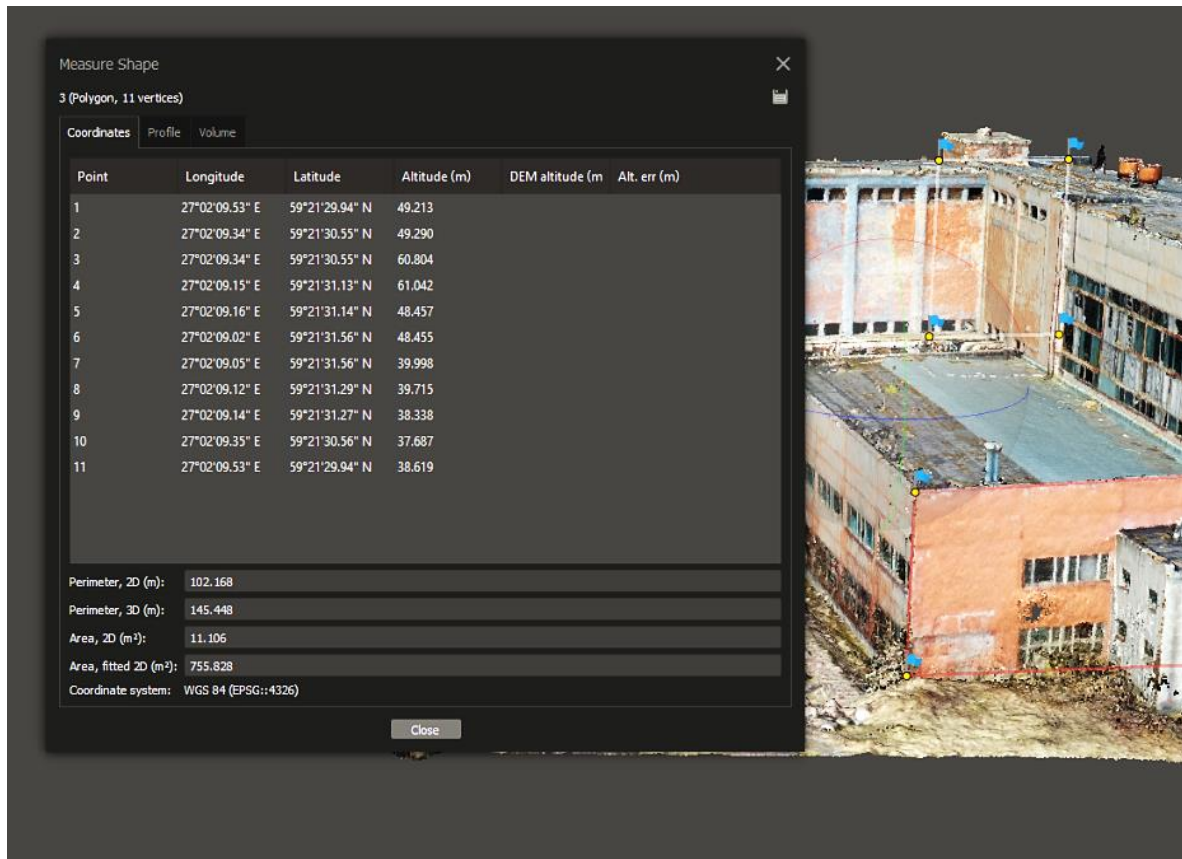 Measure Shape
3 (Polygon, 11 vertices)
Coordinates Profile Volume
Point Longitude Latitude Altitude (m) DEM altitude (m Alt. err (m)
1 27°02'09.53" E 59°21'29.94" N 49.213
2 27°02'09.34" E 59°21'30.55" N 49.290
3 27°02'09.34" E 59°21'30.55" N 60.804
4 27°02'09.15" E 59°21'31.13" N 61.042
5 27°02'09.16" E 59°21'31.14" N 48.457
6 27°02'09.02" E 59°21'31.56" N 48.455
7 27°02'09.05" E 59°21'31.56" N 39.998
8 27°02'09.12" E 59°21'31.29" N 39.715
9 27°02'09.14" E 59°21'31.27" N 38.338
10 27°02'09.35" E 59°21'30.56" N 37.687
11 27°02'09.53" E 59°21'29.94" N 38.619
Perimeter, 2D (m): 102.168
Perimeter, 3D (m): 145.448
Area, 2D (m²): 11.106
Area, fitted 2D (m²): 755.828
Coordinate system: WGS 84 (EPSG::4326)
Close